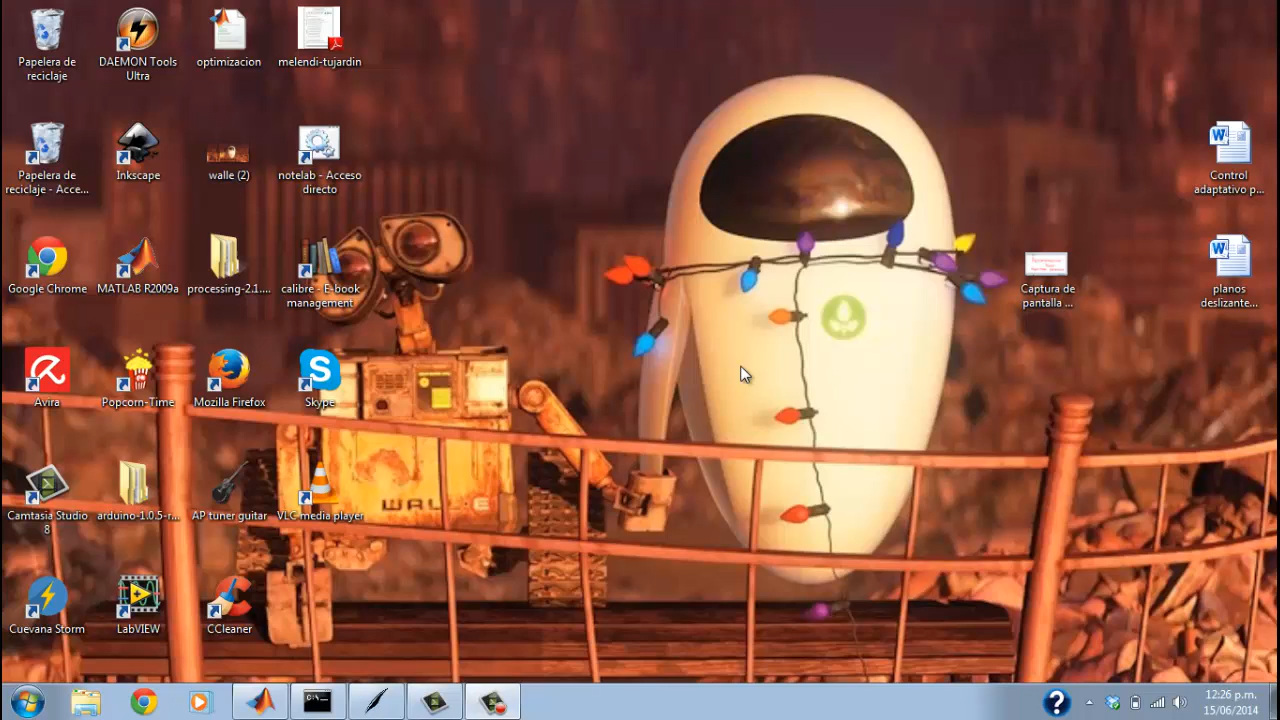 Papelera de
reciclaje
DAEMON Tools
Ultra
optimizacion
melendi-tujardin
Papelera de
reciclaje - Acce...
Inkscape
walle (2)
notelab - Acceso
directo
Google Chrome
MATLAB R2009a
processing-2.1....
calibre - E-book
management
Avira
Popcorn-Time
Mozilla Firefox
Skype
Camtasia Studio
8
arduino-1.0.5-r...
AP tuner guitar
VLC media player
Cuevana Storm
LabVIEW
CCleaner
WALL·E
Captura de
pantalla ...
Control
adaptativo p...
planos
deslizante...
12:26 p.m.
15/06/2014